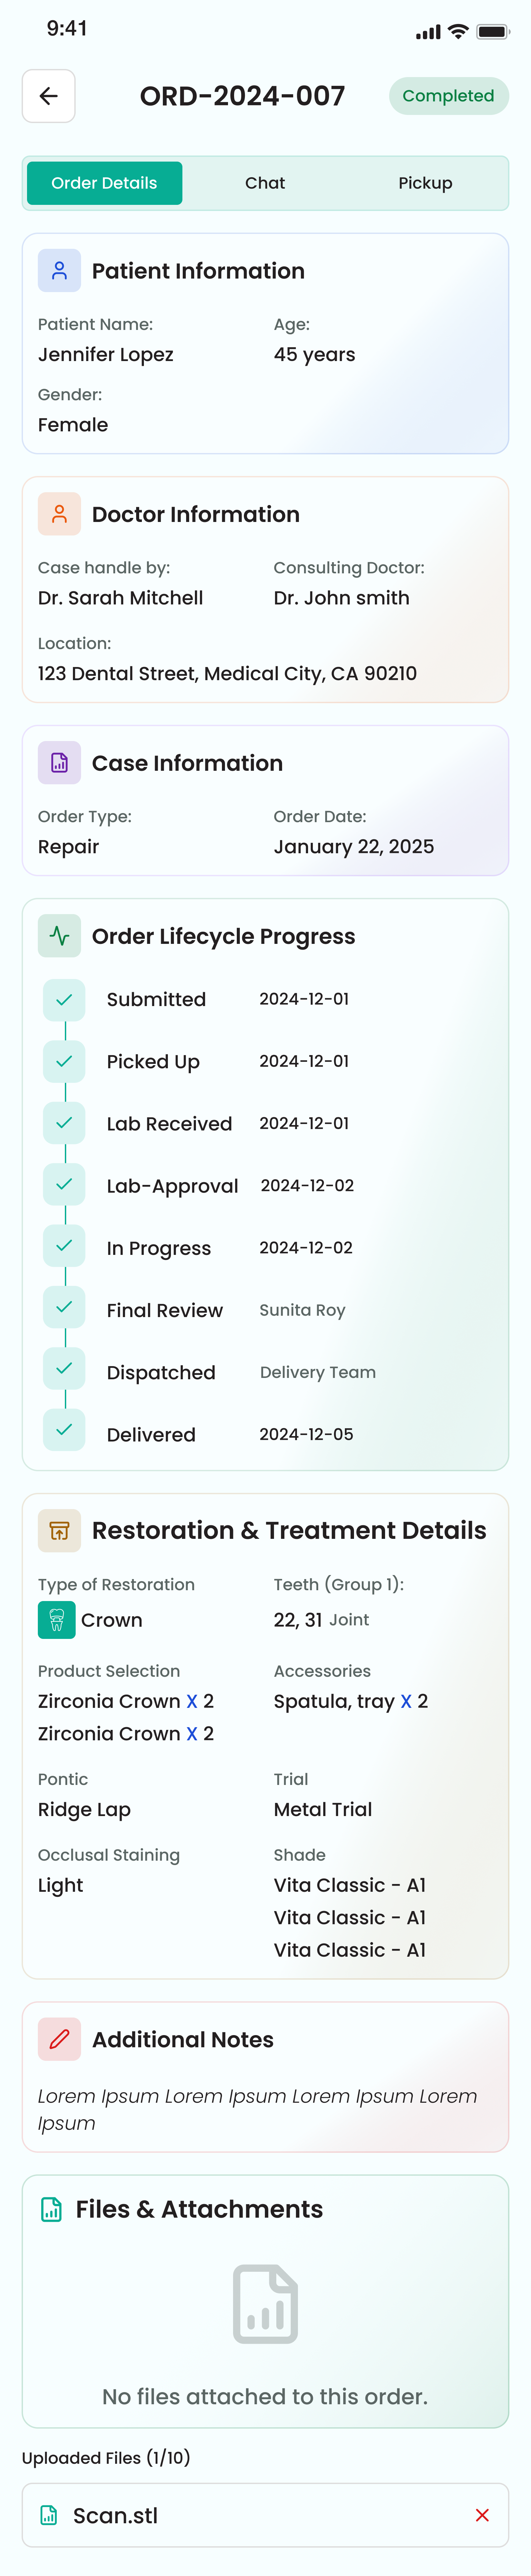 9:41
ORD-2024-007 Completed
Order Details Chat Pickup
Patient Information
Patient Name: Age:
Jennifer Lopez 45 years
Gender:
Female
Doctor Information
Case handle by: Consulting Doctor:
Dr. Sarah Mitchell Dr. John smith
Location:
123 Dental Street, Medical City, CA 90210
Case Information
Order Type: Order Date:
Repair January 22, 2025
Order Lifecycle Progress
Submitted 2024-12-01
Picked Up 2024-12-01
Lab Received 2024-12-01
Lab-Approval 2024-12-02
In Progress 2024-12-02
Final Review Sunita Roy
Dispatched Delivery Team
Delivered 2024-12-05
Restoration & Treatment Details
Type of Restoration Teeth (Group 1):
Crown 22, 31 Joint
Product Selection Accessories
Zirconia Crown X 2 Spatula, tray X 2
Zirconia Crown X 2
Pontic Trial
Ridge Lap Metal Trial
Occlusal Staining Shade
Light Vita Classic - A1
Vita Classic - A1
Vita Classic - A1
Additional Notes
Lorem Ipsum Lorem Ipsum Lorem Ipsum Lorem
Ipsum
Files & Attachments
No files attached to this order.
Uploaded Files (1/10)
Scan.stl